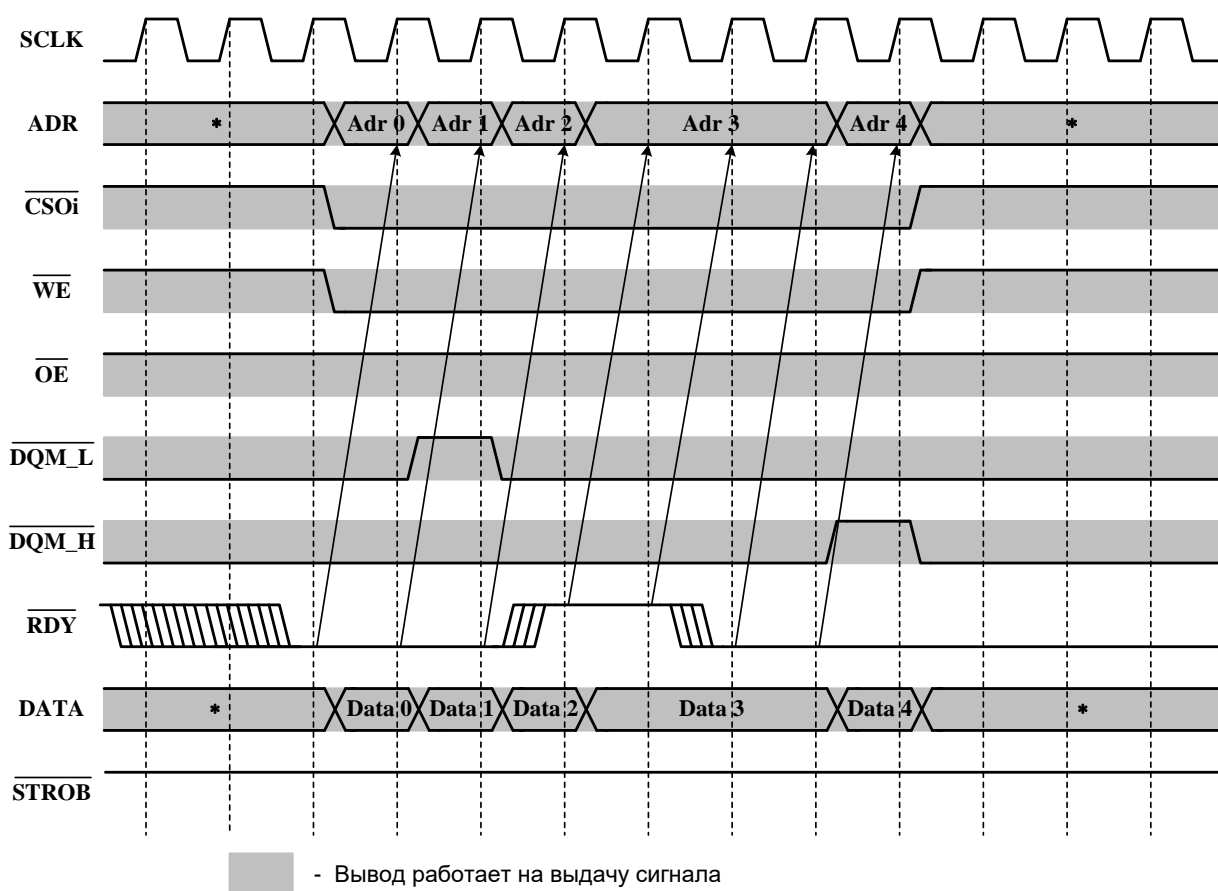 SCLK
ADR * Adr 0 Adr 1 Adr 2 Adr 3 Adr 4 *
CSOi
WE
OE
DQM_L
DQM_H
RDY
DATA * Data 0 Data 1 Data 2 Data 3 Data 4 *
STROB
- Вывод работает на выдачу сигнала